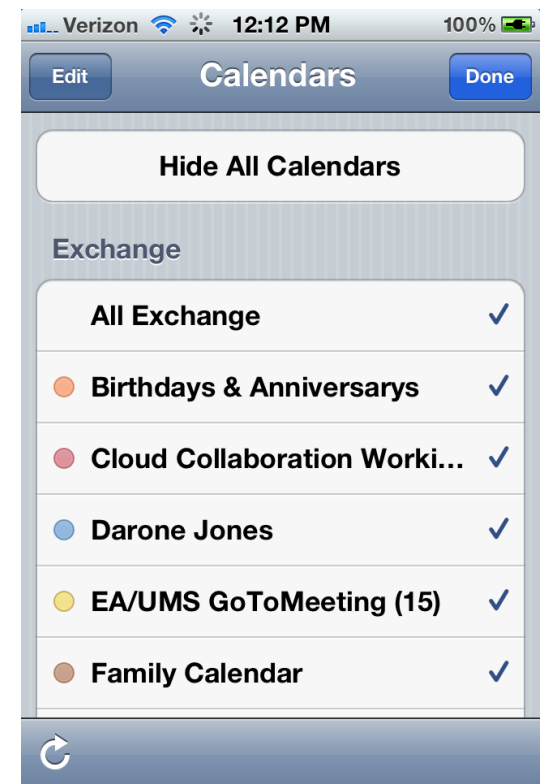 Verizon 12:12 PM 100%
Edit Calendars Done
Hide All Calendars
Exchange
All Exchange
Birthdays & Anniversarys
Cloud Collaboration Worki...
Darone Jones
EA/UMS GoToMeeting (15)
Family Calendar